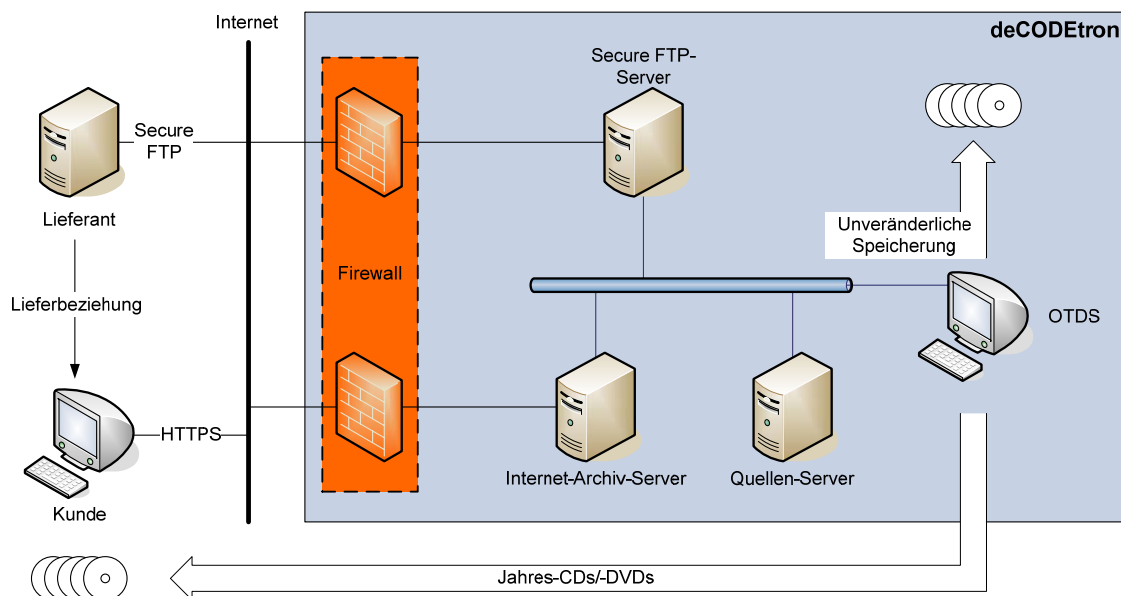 Internet
deCODEtron
Secure FTP-
Server
Secure
FTP
Lieferant
Unveränderliche
Speicherung
Firewall
Lieferbeziehung
OTDS
HTTPS
Internet-Archiv-Server
Quellen-Server
Kunde
Jahres-CDs/-DVDs